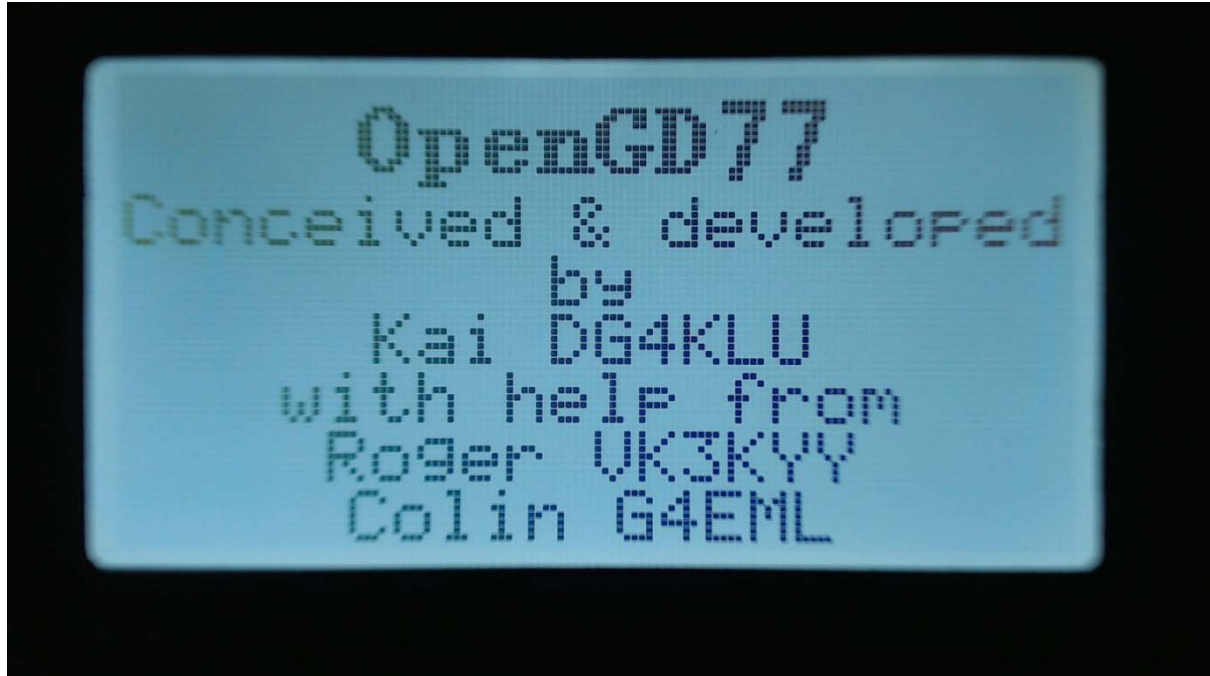 OpenGD77
Conceived & developed
by
Kai DG4KLU
with help from
Roger VK3KYY
Colin G4EML